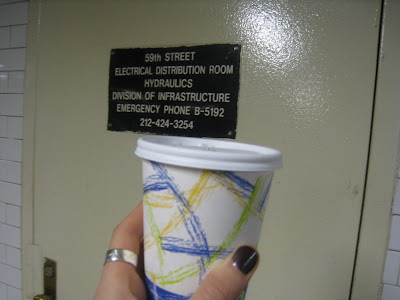 59th STREET
ELECTRICAL DISTRIBUTION ROOM
HYDRAULICS
DIVISION OF INFRASTRUCTURE
EMERGENCY PHONE B-5192
212-424-3254